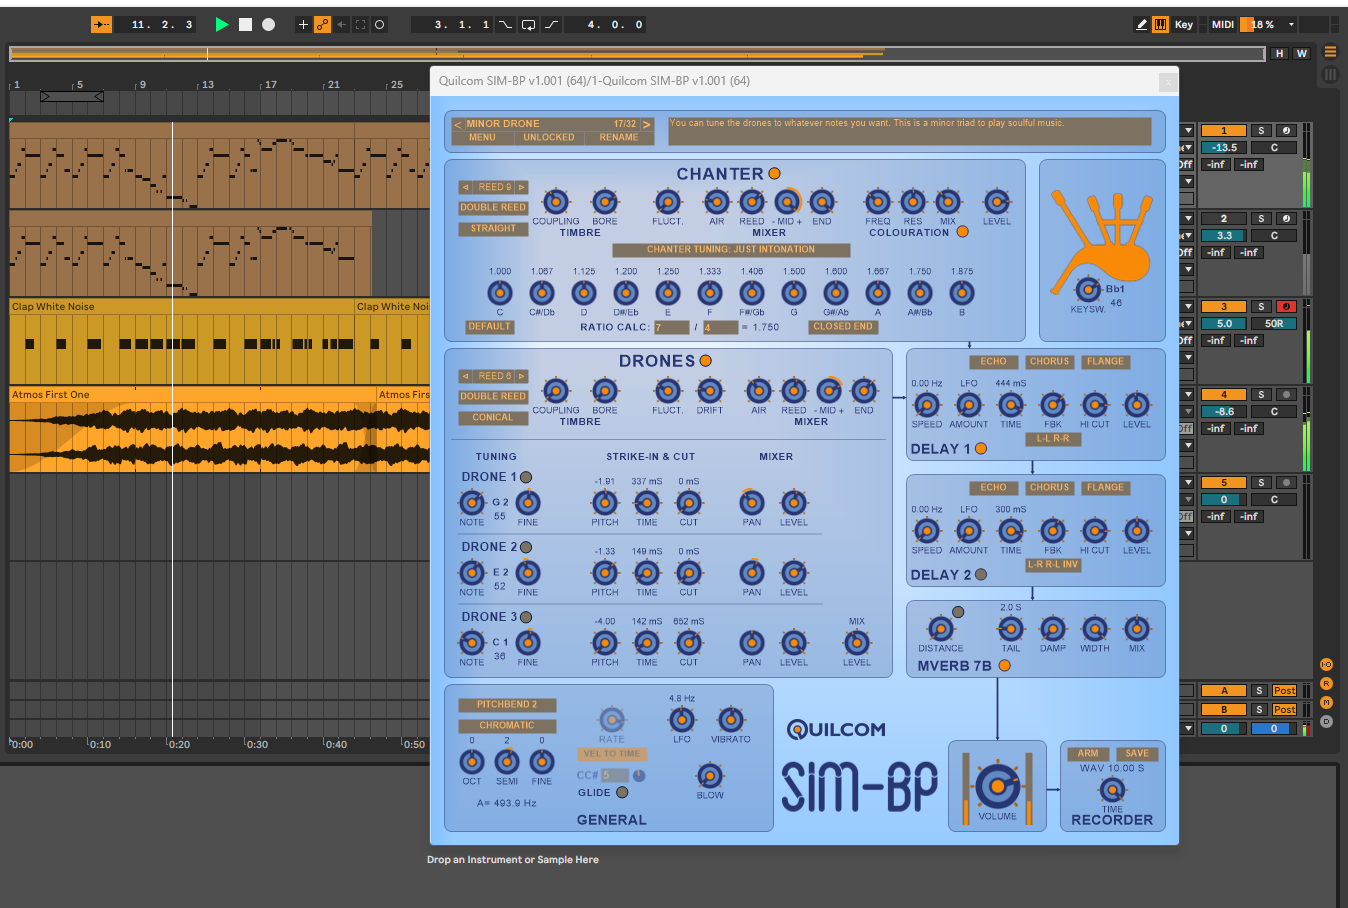 11. 2. 3
3. 1. 1
4. 0. 0
Key
MIDI
18 %
H W
1 5 9 13 17 21 25
Quilcom SIM-BP v1.001 (64)/1-Quilcom SIM-BP v1.001 (64)
x
< MINOR DRONE 17/32 >
MENU UNLOCKED RENAME
You can tune the drones to whatever notes you want. This is a minor triad to play soulful music.
CHANTER
REED 9
DOUBLE REED
STRAIGHT
COUPLING BORE FLUCT. AIR REED - MID + END FREQ RES MIX LEVEL
TIMBRE MIXER COLOURATION
CHANTER TUNING: JUST INTONATION
1.000 1.067 1.125 1.200 1.250 1.333 1.406 1.500 1.600 1.667 1.750 1.875
C C#/Db D D#/Eb E F F#/Gb G G#/Ab A A#/Bb B
DEFAULT RATIO CALC: 7 / 4 = 1.750 CLOSED END
Bb1
46
KEYSW.
DRONES
REED 6
DOUBLE REED
CONICAL
COUPLING BORE FLUCT. DRIFT AIR REED - MID + END
TIMBRE MIXER
TUNING STRIKE-IN & CUT MIXER
DRONE 1
-1.91 337 mS 0 mS
G 2
55
NOTE FINE PITCH TIME CUT PAN LEVEL
DRONE 2
-1.33 149 mS 0 mS
E 2
52
NOTE FINE PITCH TIME CUT PAN LEVEL
DRONE 3
-4.00 142 mS 652 mS MIX
C 1
36
NOTE FINE PITCH TIME CUT PAN LEVEL LEVEL
ECHO CHORUS FLANGE
0.00 Hz LFO 444 mS
SPEED AMOUNT TIME FBK HI CUT LEVEL
L-L R-R
DELAY 1
ECHO CHORUS FLANGE
0.00 Hz LFO 300 mS
SPEED AMOUNT TIME FBK HI CUT LEVEL
L-R R-L INV
DELAY 2
2.0 S
DISTANCE TAIL DAMP WIDTH MIX
MVERB 7B
PITCHBEND 2
CHROMATIC
0 2 0
OCT SEMI FINE
A= 493.9 Hz
RATE
VEL TO TIME
CC# 5
GLIDE
4.8 Hz
LFO VIBRATO
BLOW
GENERAL
QUILCOM
SIM-BP
VOLUME
ARM SAVE
WAV 10.00 S
TIME
RECORDER
Clap White Noise
Clap White Noi
Atmos First One
Atmos Firs
0:00 0:10 0:20 0:30 0:40 0:50
1 S
-13.5 C
Off -inf -inf
2 S
3.3 C
Off -inf -inf
3 S
5.0 50R
Off -inf -inf
4 S
-8.6 C
Off -inf -inf
5 S
0 C
Off -inf -inf
A S Post
B S Post
0 0
I·O
R
M
D
Drop an Instrument or Sample Here